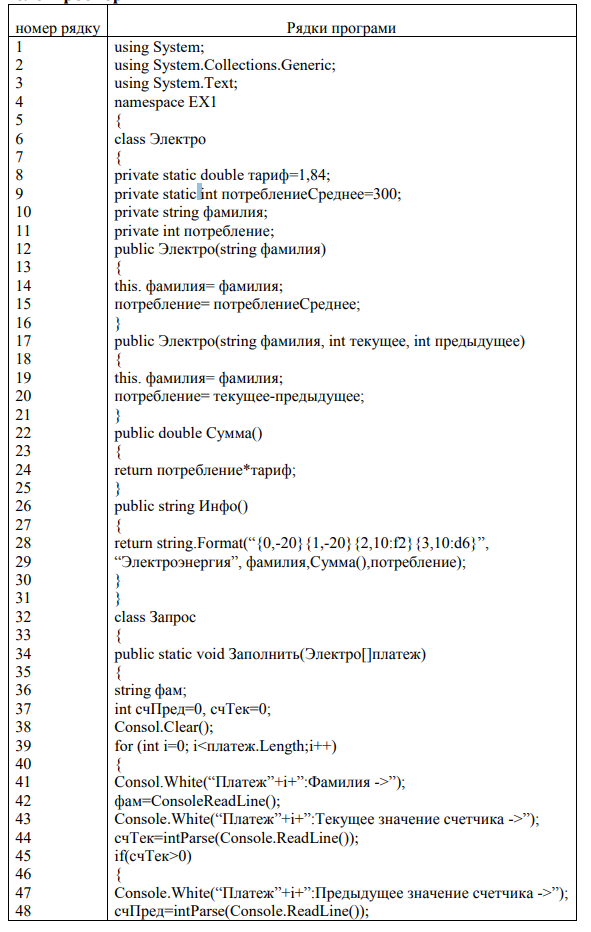 номер рядку Рядки програми
1 using System;
2 using System.Collections.Generic;
3 using System.Text;
4 namespace EX1
5 {
6 class Электро
7 {
8 private static double тариф=1,84;
9 private static int потреблениеСреднее=300;
10 private string фамилия;
11 private int потребление;
12 public Электро(string фамилия)
13 {
14 this. фамилия= фамилия;
15 потребление= потреблениеСреднее;
16 }
17 public Электро(string фамилия, int текущее, int предыдущее)
18 {
19 this. фамилия= фамилия;
20 потребление= текущее-предыдущее;
21 }
22 public double Сумма()
23 {
24 return потребление*тариф;
25 }
26 public string Инфо()
27 {
28 return string.Format(“{0,-20}{1,-20}{2,10:f2}{3,10:d6}”,
29 “Электроэнергия”, фамилия,Сумма(),потребление);
30 }
31 }
32 class Запрос
33 {
34 public static void Заполнить(Электро[]платеж)
35 {
36 string фам;
37 int счПред=0, счТек=0;
38 Consol.Clear();
39 for (int i=0; i<платеж.Length;i++)
40 {
41 Consol.White(“Платеж”+i+”:Фамилия ->”);
42 фам=ConsoleReadLine();
43 Console.White(“Платеж”+i+”:Текущее значение счетчика ->”);
44 счТек=intParse(Console.ReadLine());
45 if(счТек>0)
46 {
47 Console.White(“Платеж”+i+”:Предыдущее значение счетчика ->”);
48 счПред=intParse(Console.ReadLine());